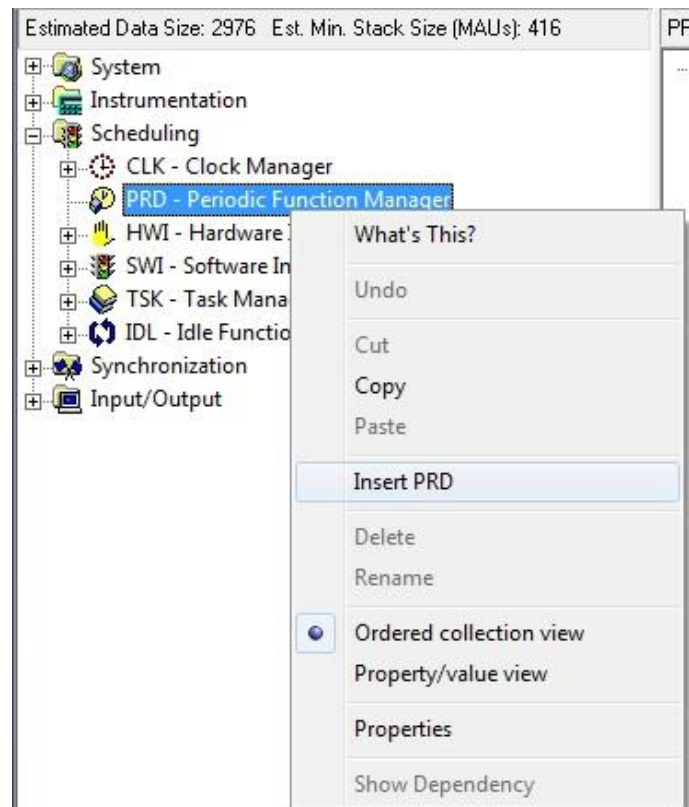 Estimated Data Size: 2976 Est. Min. Stack Size (MAUs): 416
System
Instrumentation
Scheduling
CLK - Clock Manager
PRD - Periodic Function Manager
HWI - Hardware
SWI - Software In
TSK - Task Mana
IDL - Idle Functio
Synchronization
Input/Output
What's This?
Undo
Cut
Copy
Paste
Insert PRD
Delete
Rename
Ordered collection view
Property/value view
Properties
Show Dependency